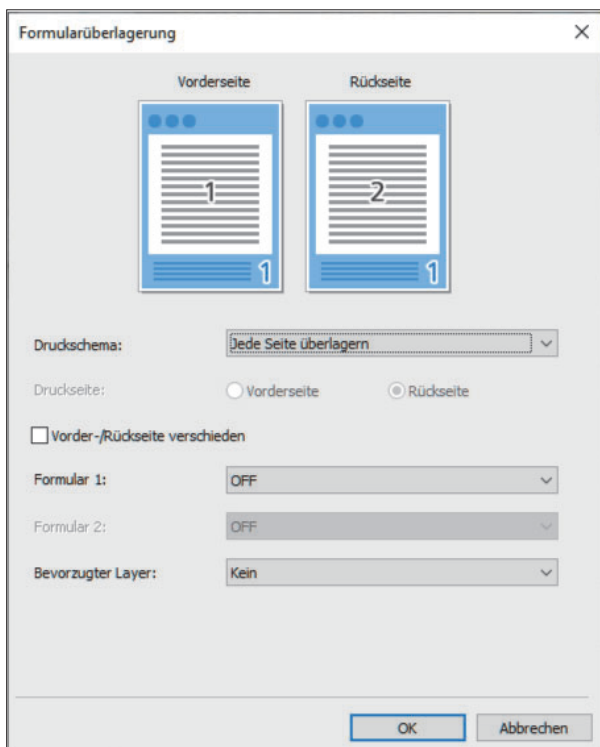 Formularüberlagerung
Vorderseite Rückseite
1 2
1 1
Druckschema: Jede Seite überlagern
Druckseite: Vorderseite Rückseite
Vorder-/Rückseite verschieden
Formular 1: OFF
Formular 2: OFF
Bevorzugter Layer: Kein
OK Abbrechen